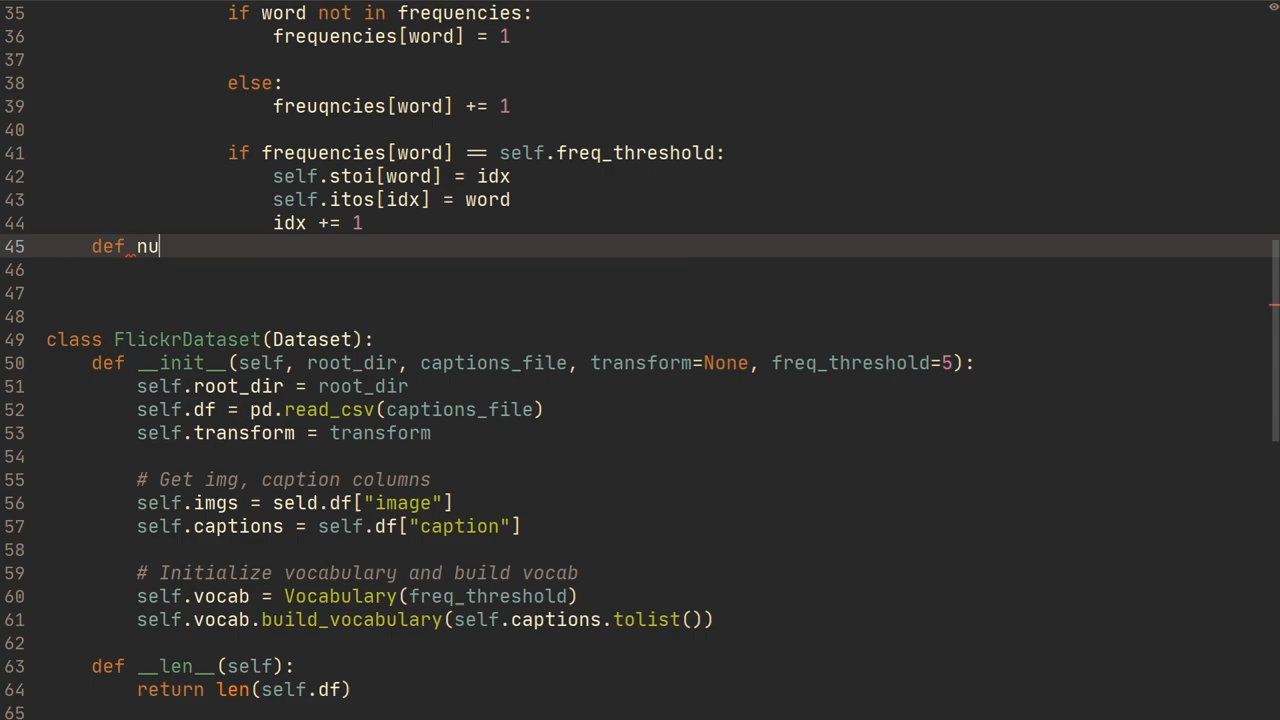 35 if word not in frequencies:
36 frequencies[word] = 1
37
38 else:
39 freuqncies[word] += 1
40
41 if frequencies[word] == self.freq_threshold:
42 self.stoi[word] = idx
43 self.itos[idx] = word
44 idx += 1
45 def nu
46
47
48
49 class FlickrDataset(Dataset):
50 def __init__(self, root_dir, captions_file, transform=None, freq_threshold=5):
51 self.root_dir = root_dir
52 self.df = pd.read_csv(captions_file)
53 self.transform = transform
54
55 # Get img, caption columns
56 self.imgs = seld.df["image"]
57 self.captions = self.df["caption"]
58
59 # Initialize vocabulary and build vocab
60 self.vocab = Vocabulary(freq_threshold)
61 self.vocab.build_vocabulary(self.captions.tolist())
62
63 def __len__(self):
64 return len(self.df)
65